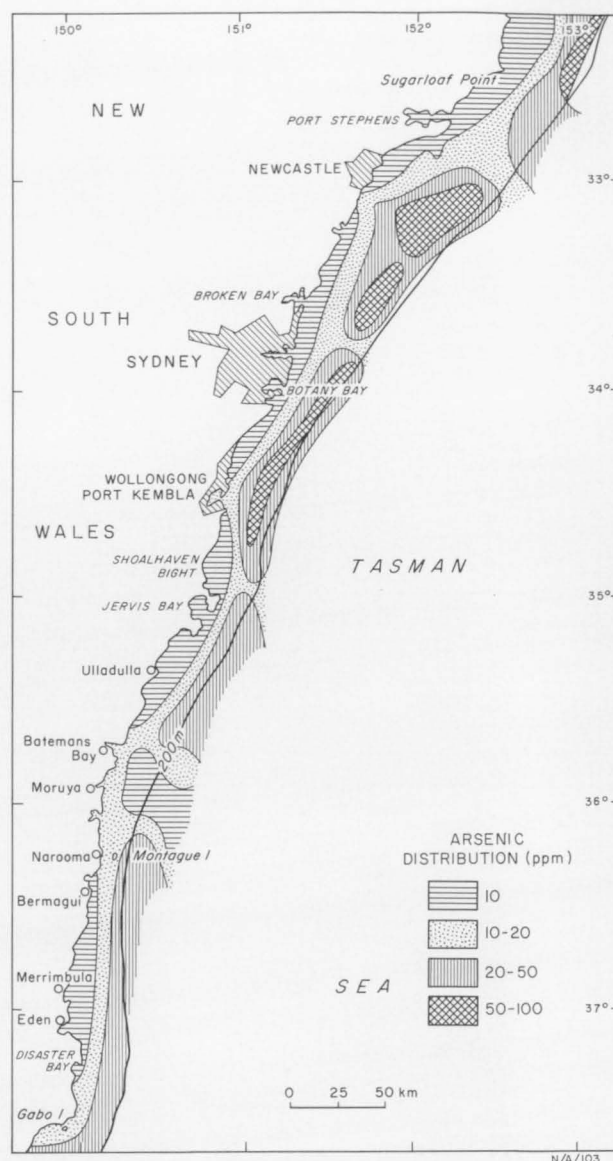 150°
151°
152°
153°
Sugarloaf Point
NEW
PORT STEPHENS
NEWCASTLE
33°
BROKEN BAY
SOUTH
SYDNEY
34°
BOTANY BAY
WOLLONGONG
PORT KEMBLA
WALES
SHOALHAVEN
BIGHT
TASMAN
35°
JERVIS BAY
Ulladulla
200m
Batemans
Bay
Moruya
36°
Narooma
Montague I
Bermagui
ARSENIC
DISTRIBUTION (ppm)
10
10-20
20-50
50-100
Merrimbula
SEA
Eden
37°
DISASTER
BAY
0 25 50 km
Gabo I
N/A/103